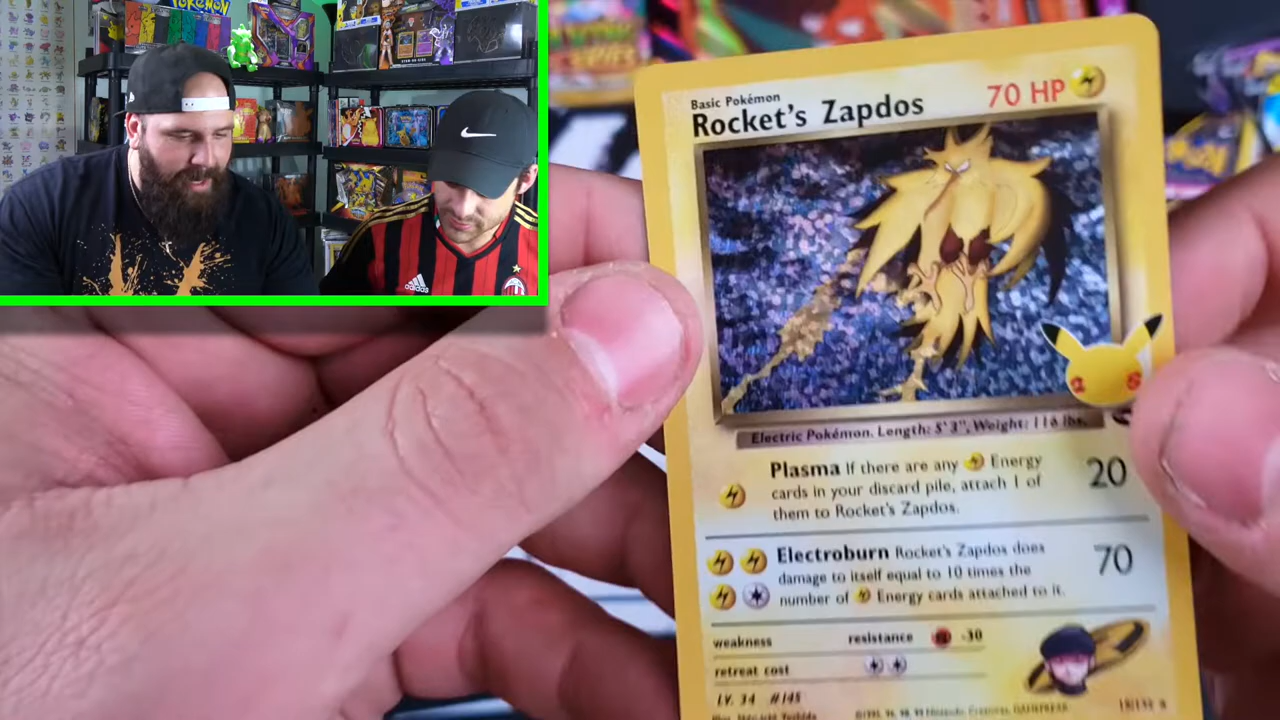 POKÉMON
adidas
Basic Pokémon
Rocket's Zapdos
70 HP
Electric Pokémon. Length: 5' 3", Weight: 116 lbs.
Plasma If there are any Energy
cards in your discard pile, attach 1 of
them to Rocket's Zapdos.
20
Electroburn Rocket's Zapdos does
damage to itself equal to 10 times the
number of Energy cards attached to it.
70
weakness
resistance
-30
retreat cost
LV. 34 #145